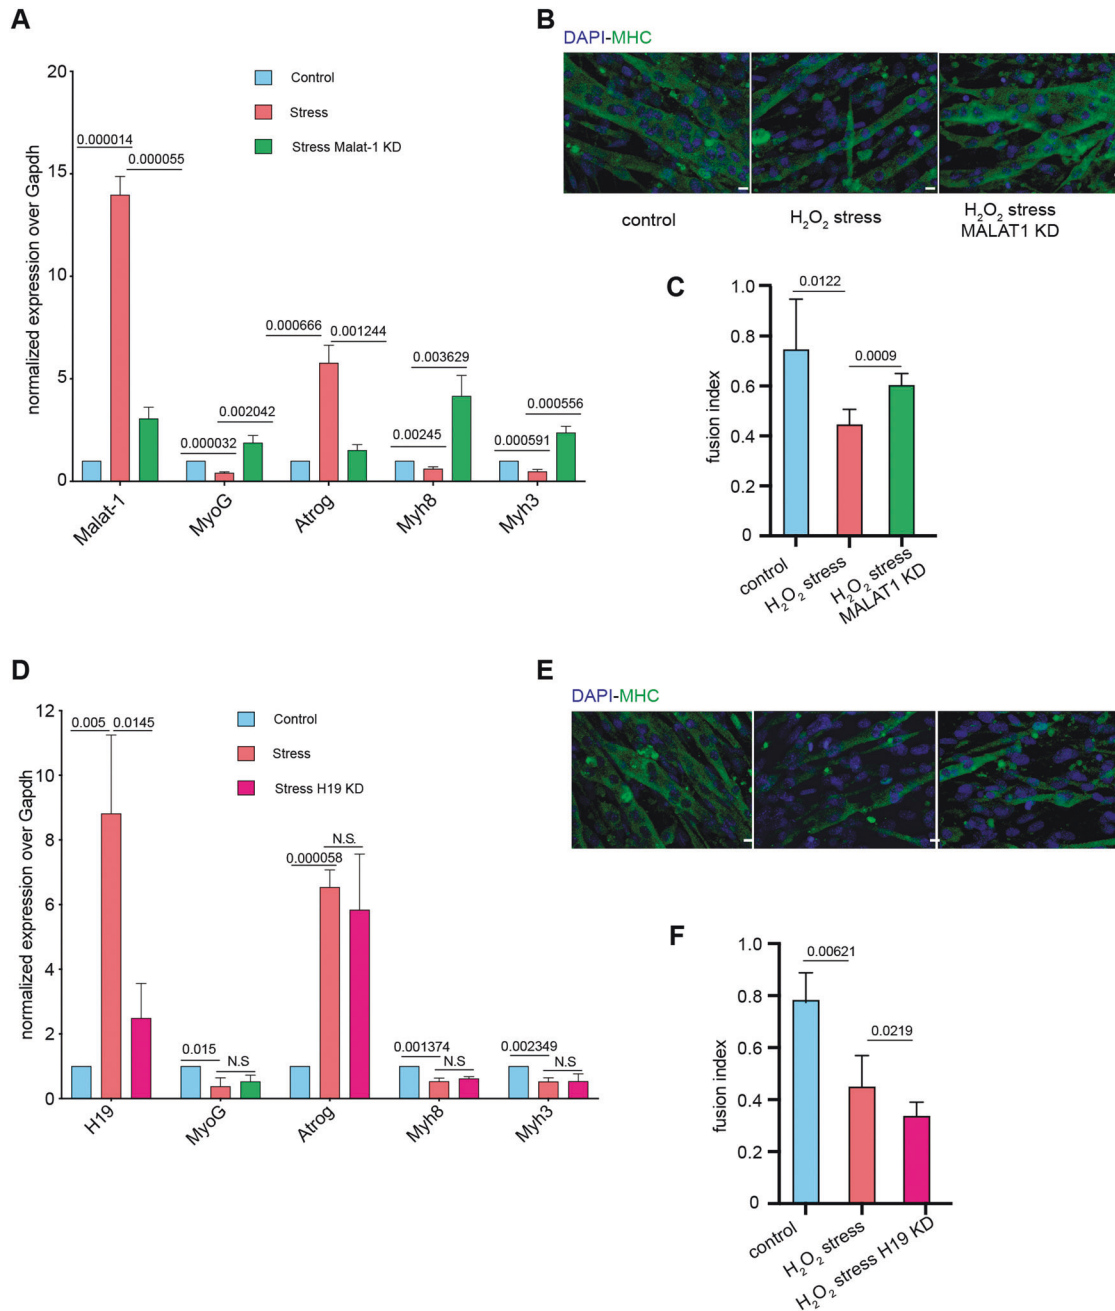 A
20
15
10
5
0
normalized expression over Gapdh
Control
Stress
Stress Malat-1 KD
0.000014
0.000055
0.000032
0.002042
0.000666
0.001244
0.00245
0.003629
0.000591
0.000556
Malat-1
MyoG
Atrog
Myh8
Myh3
B
DAPI-MHC
control
H₂O₂ stress
H₂O₂ stress
MALAT1 KD
C
1.0
0.8
0.6
0.4
0.2
0
fusion index
0.0122
0.0009
control
H₂O₂ stress
H₂O₂ stress
MALAT1 KD
D
12
10
8
6
4
2
0
normalized expression over Gapdh
Control
Stress
Stress H19 KD
0.005
0.0145
0.015
N.S
0.000058
N.S.
0.001374
N.S
0.002349
N.S
H19
MyoG
Atrog
Myh8
Myh3
E
DAPI-MHC
F
1.0
0.8
0.6
0.4
0.2
0
fusion index
0.00621
0.0219
control
H₂O₂ stress
H₂O₂ stress H19 KD